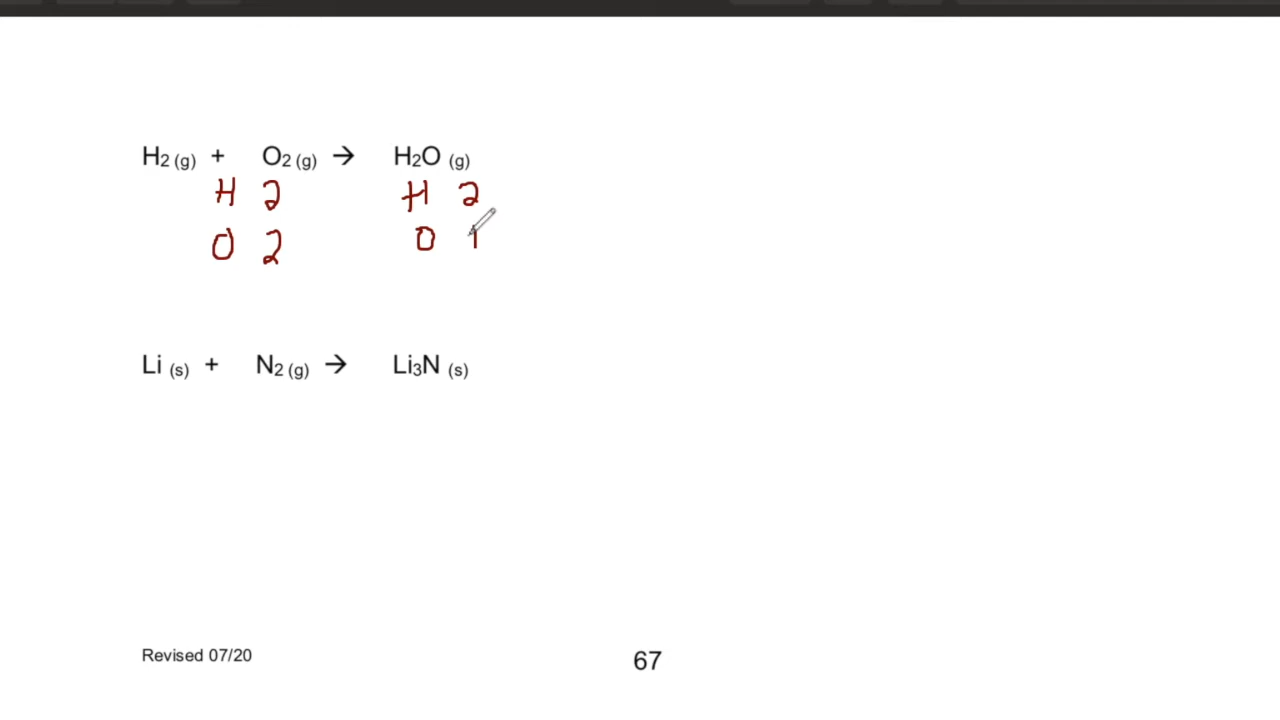 H2 (g) + O2 (g) → H2O (g)
H 2 H 2
O 2 O 1
Li (s) + N2 (g) → Li3N (s)
Revised 07/20
67